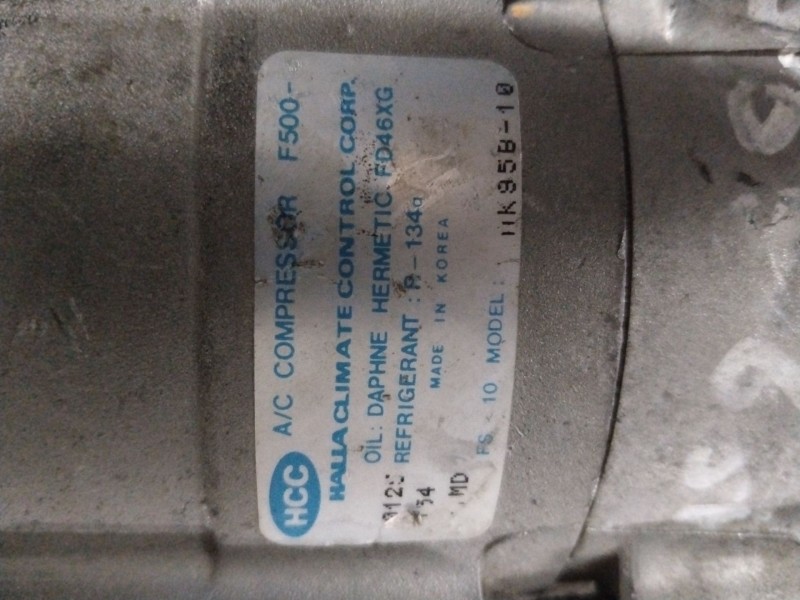 HCC A/C COMPRESSOR F500-
HALLA CLIMATE CONTROL CORP.
OIL: DAPHNE HERMETIC FD46XG
REFRIGERANT : R-134a
MADE IN KOREA
MD FS-10 MODEL: HK95B-10